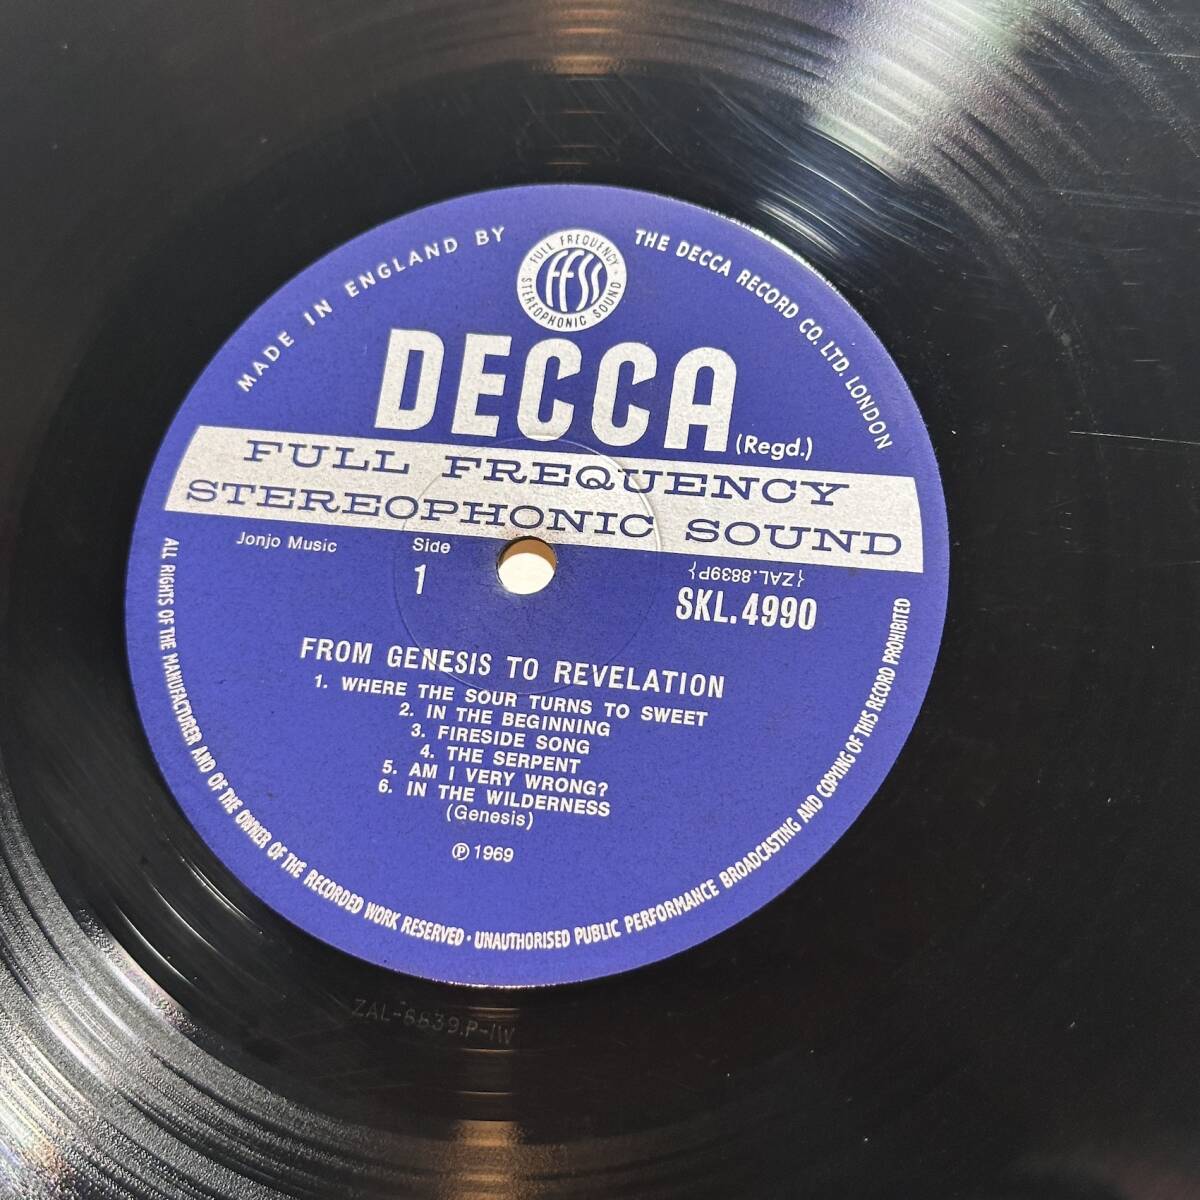 MADE IN ENGLAND BY THE DECCA RECORD CO. LTD. LONDON
FULL FREQUENCY
ffss
STEREOPHONIC SOUND
DECCA
(Regd.)
FULL FREQUENCY
STEREOPHONIC SOUND
Jonjo Music
Side
1
{ZAL.8839P}
SKL.4990
FROM GENESIS TO REVELATION
1. WHERE THE SOUR TURNS TO SWEET
2. IN THE BEGINNING
3. FIRESIDE SONG
4. THE SERPENT
5. AM I VERY WRONG?
6. IN THE WILDERNESS
(Genesis)
℗ 1969
ALL RIGHTS OF THE MANUFACTURER AND OF THE OWNER OF THE RECORDED WORK RESERVED · UNAUTHORISED PUBLIC PERFORMANCE BROADCASTING AND COPYING OF THIS RECORD PROHIBITED